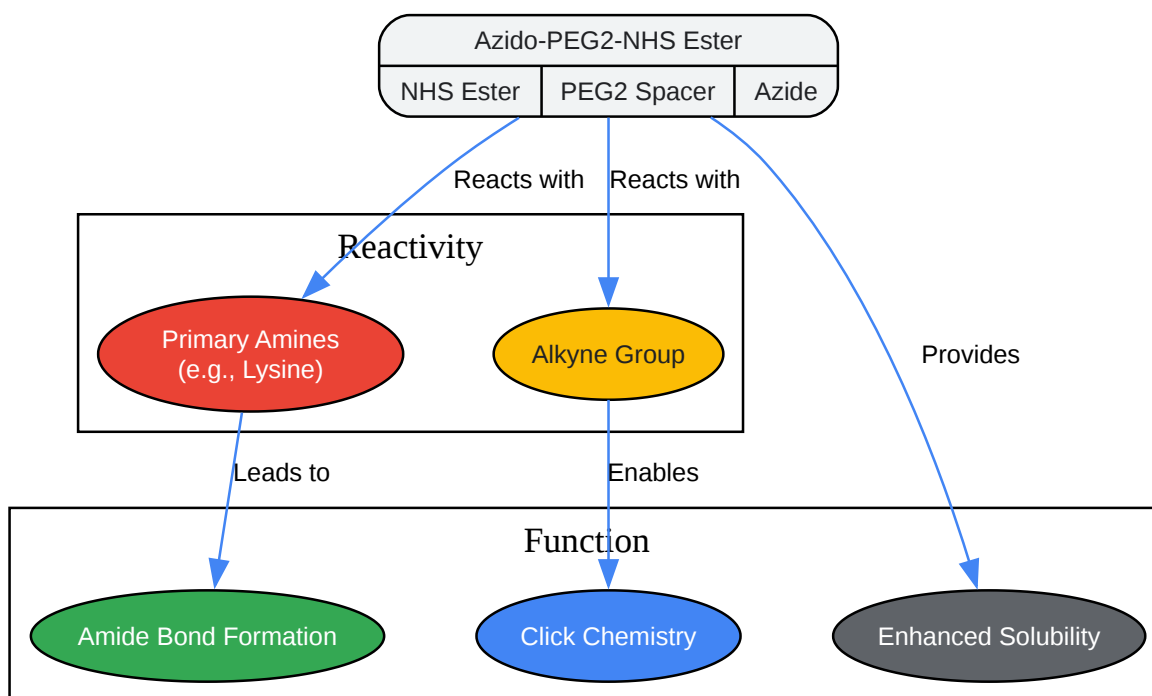 Azido-PEG2-NHS Ester
NHS Ester
PEG2 Spacer
Azide
Reacts with
Reacts with
Reactivity
Primary Amines
(e.g., Lysine)
Alkyne Group
Provides
Leads to
Enables
Function
Amide Bond Formation
Click Chemistry
Enhanced Solubility